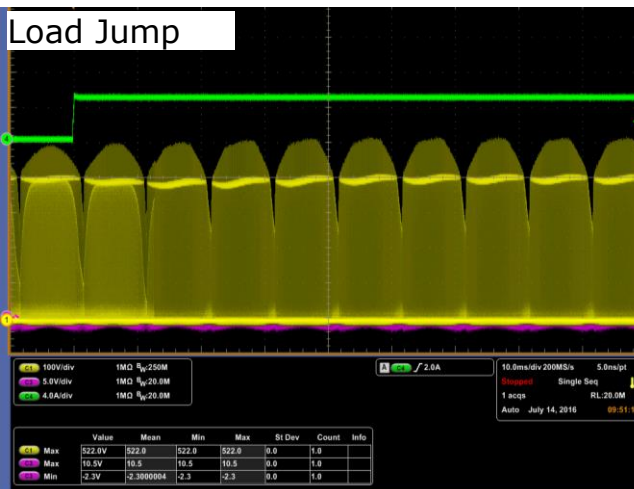 Load Jump
4
1
C1 100V/div 1MΩ BW:250M
C3 5.0V/div 1MΩ BW:20.0M
C4 4.0A/div 1MΩ BW:20.0M
A C4 2.0A
10.0ms/div 200MS/s 5.0ns/pt
Stopped Single Seq
1 acqs RL:20.0M
Auto July 14, 2016 09:51:1
Value Mean Min Max St Dev Count Info
C1 Max 522.0V 522.0 522.0 522.0 0.0 1.0
Max 10.5V 10.5 10.5 10.5 0.0 1.0
Min -2.3V -2.3000004 -2.3 -2.3 0.0 1.0